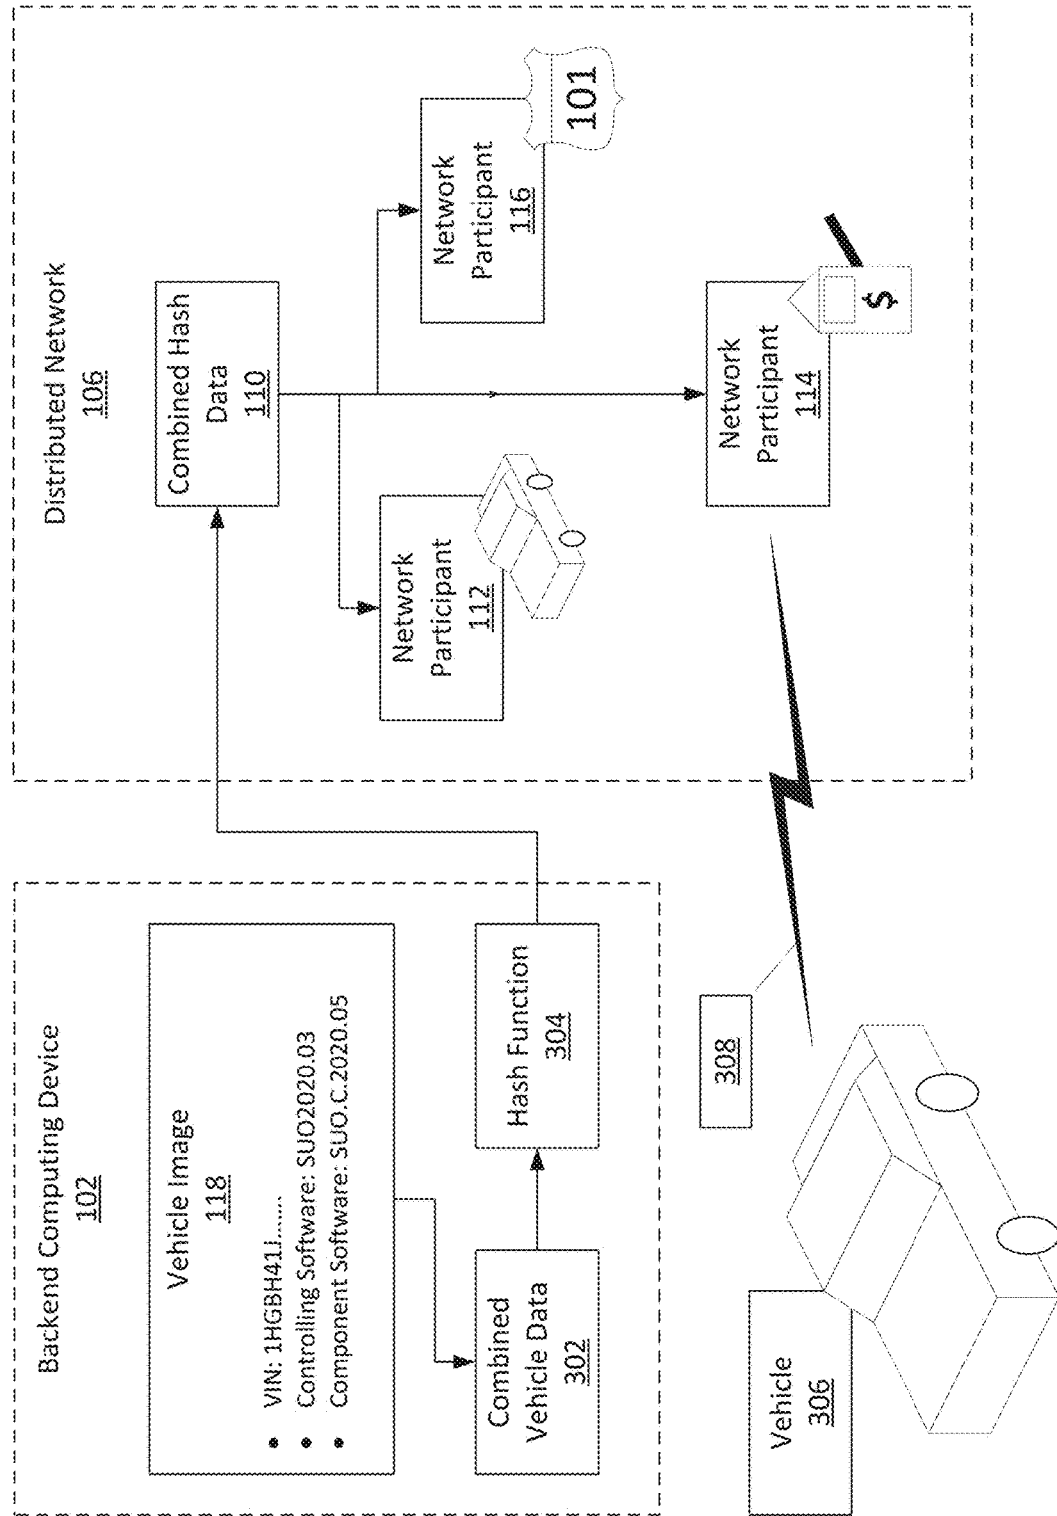 Backend Computing Device
102
Vehicle Image
118
• VIN: 1HGBH41J.......
• Controlling Software: SUO2020.03
• Component Software: SUO.C.2020.05
Combined
Vehicle Data
302
Hash Function
304
Distributed Network
106
Combined Hash
Data
110
Network
Participant
112
Network
Participant
116
101
Network
Participant
114
$
Vehicle
306
308